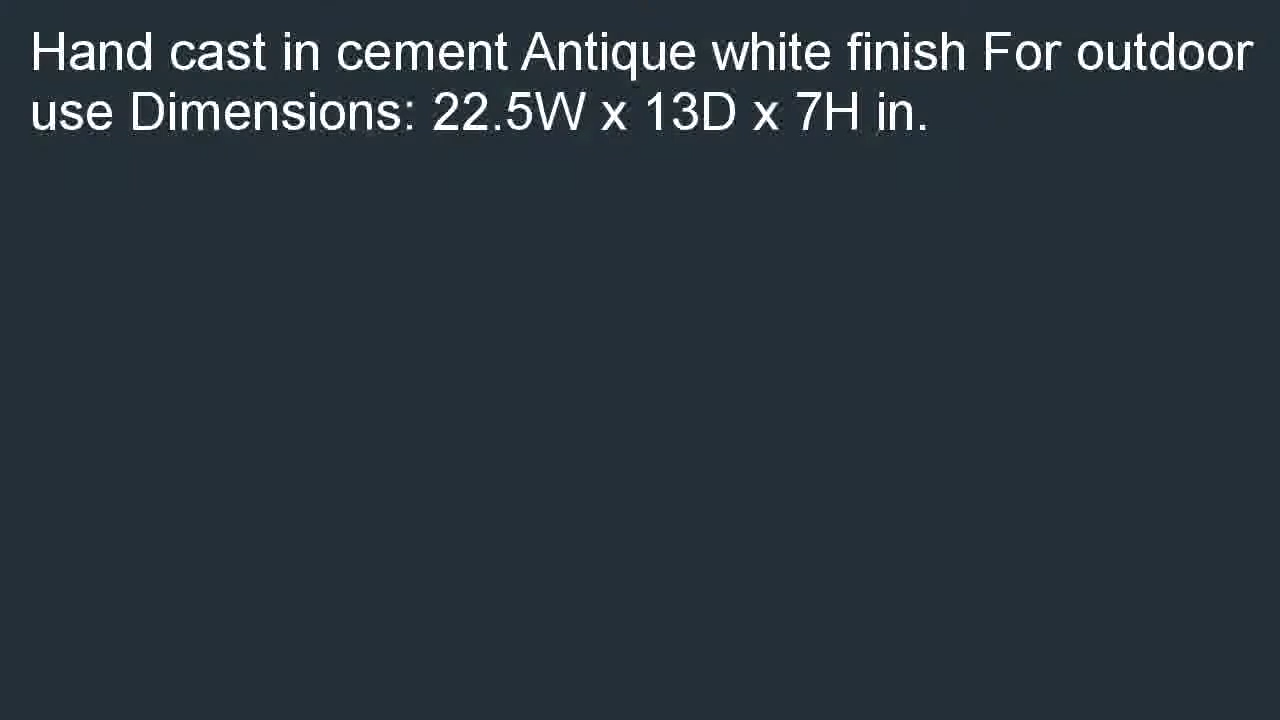 Hand cast in cement Antique white finish For outdoor
use Dimensions: 22.5W x 13D x 7H in.